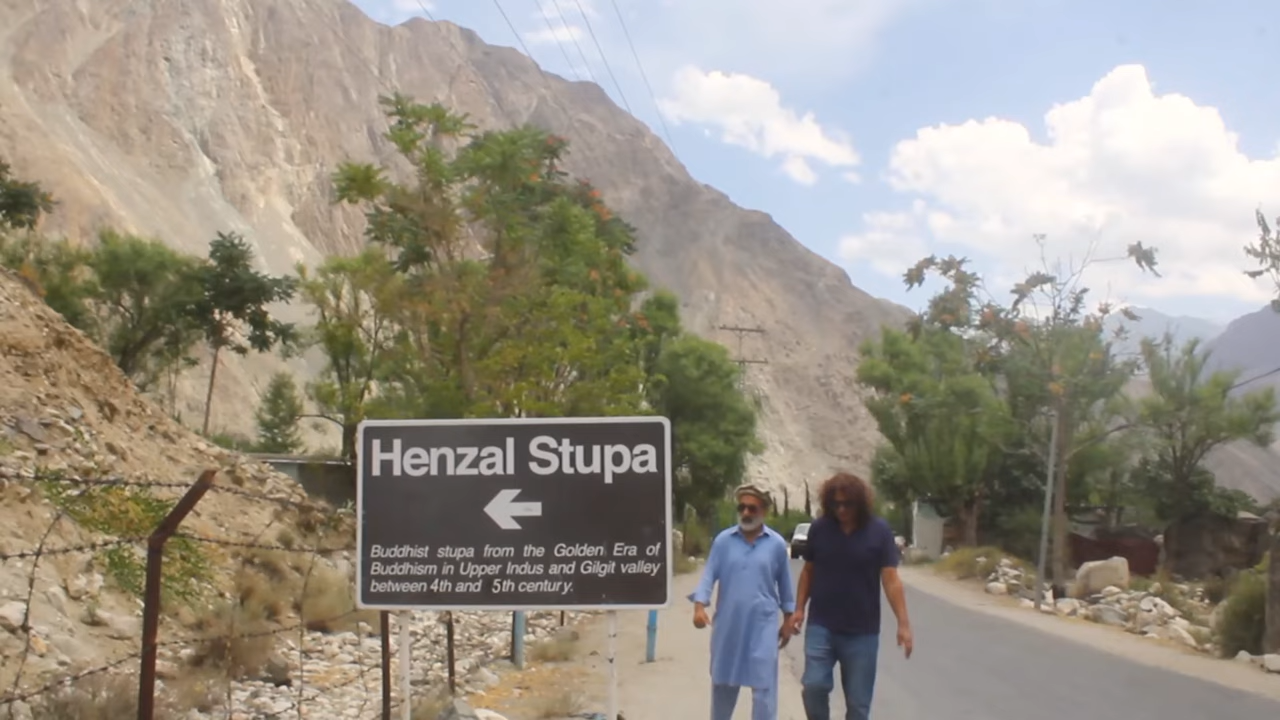 Henzal Stupa
Buddhist stupa from the Golden Era of
Buddhism in Upper Indus and Gilgit valley
between 4th and 5th century.